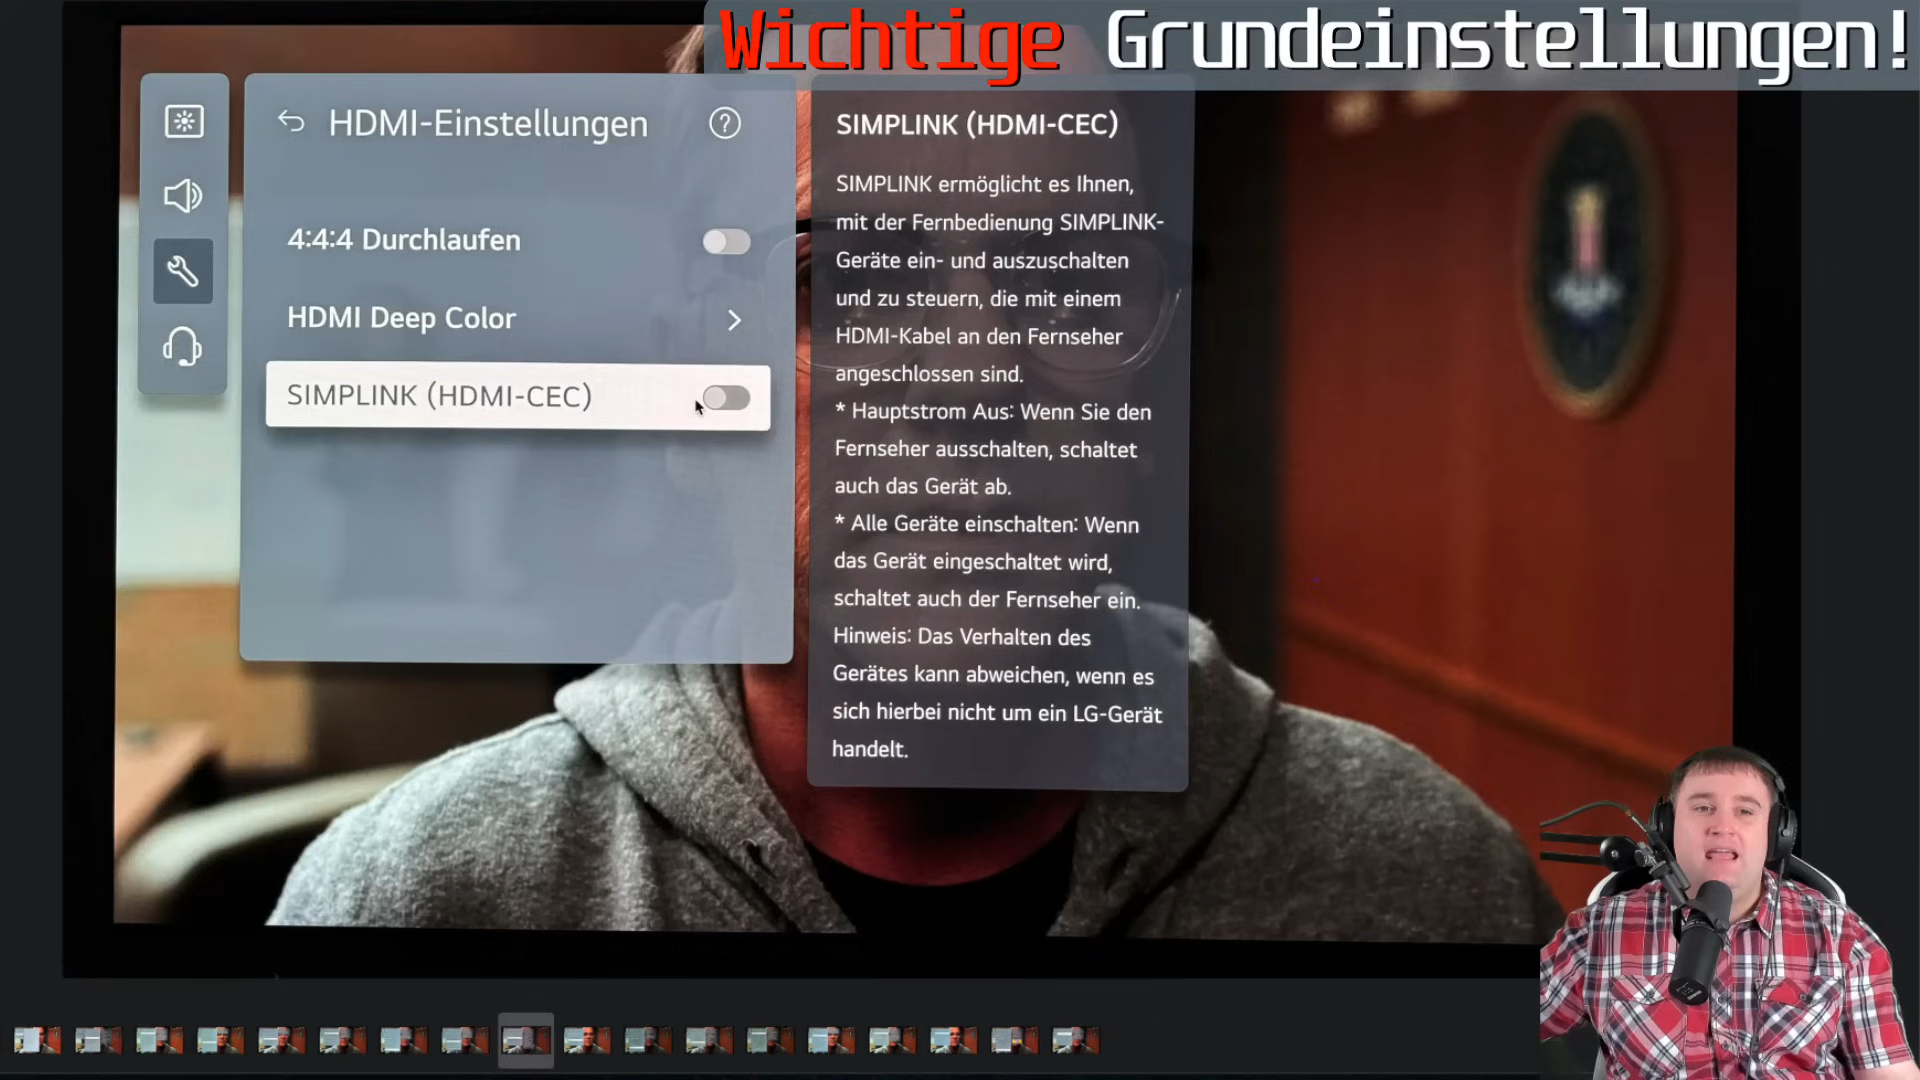 Wichtige Grundeinstellungen!
HDMI-Einstellungen
4:4:4 Durchlaufen
HDMI Deep Color
SIMPLINK (HDMI-CEC)
SIMPLINK (HDMI-CEC)
SIMPLINK ermöglicht es Ihnen,
mit der Fernbedienung SIMPLINK-
Geräte ein- und auszuschalten
und zu steuern, die mit einem
HDMI-Kabel an den Fernseher
angeschlossen sind.
* Hauptstrom Aus: Wenn Sie den
Fernseher ausschalten, schaltet
auch das Gerät ab.
* Alle Geräte einschalten: Wenn
das Gerät eingeschaltet wird,
schaltet auch der Fernseher ein.
Hinweis: Das Verhalten des
Gerätes kann abweichen, wenn es
sich hierbei nicht um ein LG-Gerät
handelt.